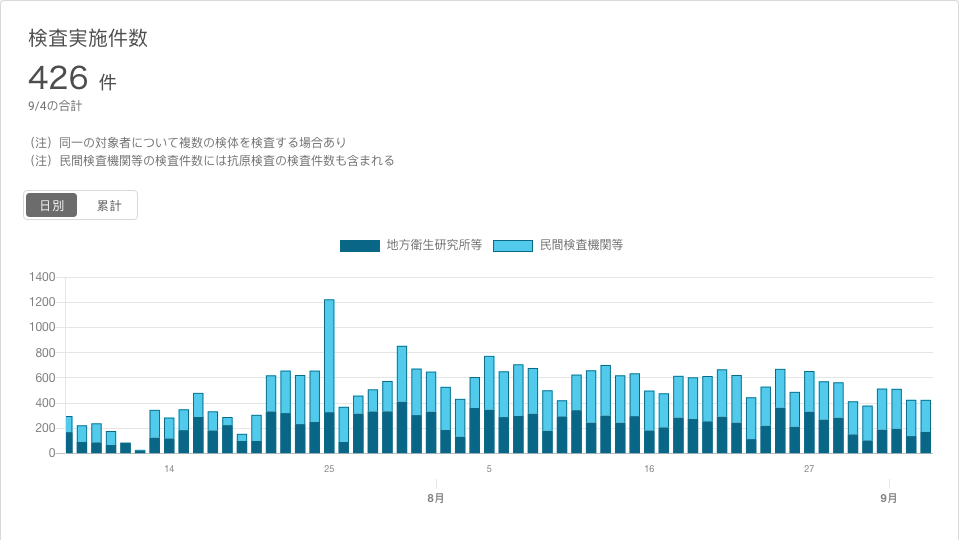 検査実施件数
426 件
9/4の合計
（注）同一の対象者について複数の検体を検査する場合あり
（注）民間検査機関等の検査件数には抗原検査の検査件数も含まれる
日別 累計
地方衛生研究所等 民間検査機関等
1400
1200
1000
800
600
400
200
0
14 25 5 16 27
8月 9月